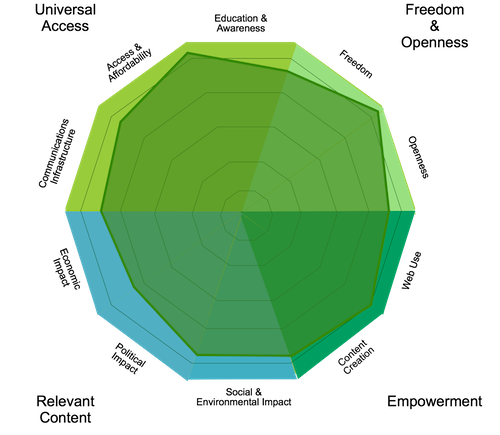 Universal
Access
Freedom
&
Openness
Education &
Awareness
Access &
Affordability
Freedom
Communications
Infrastructure
Openness
Economic
Impact
Web Use
Political
Impact
Content
Creation
Social &
Environmental Impact
Relevant
Content
Empowerment